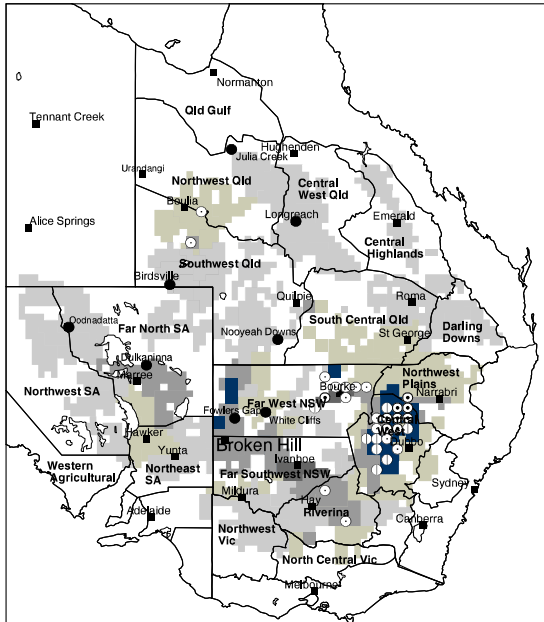 Normanton
Qld Gulf
Tennant Creek
Julia Creek
Hughenden
Urandangi
Northwest Qld
Central
West Qld
Boulia
Longreach
Emerald
Alice Springs
Central
Highlands
Southwest Qld
Birdsville
Quilpie
Roma
Oodnadatta
Far North SA
South Central Qld
Nooyeah Downs
St George
Darling
Downs
Dulkaninna
Marree
Northwest SA
Northwest
Plains
Bourke
Narrabri
Far West NSW
Fowlers Gap
White Cliffs
Central
West
Hawker
Broken Hill
Dubbo
Yunta
Ivanhoe
Western
Agricultural
Northeast
SA
Far Southwest NSW
Sydney
Mildura
Hay
Riverina
Adelaide
Canberra
Northwest
Vic
North Central Vic
Melbourne